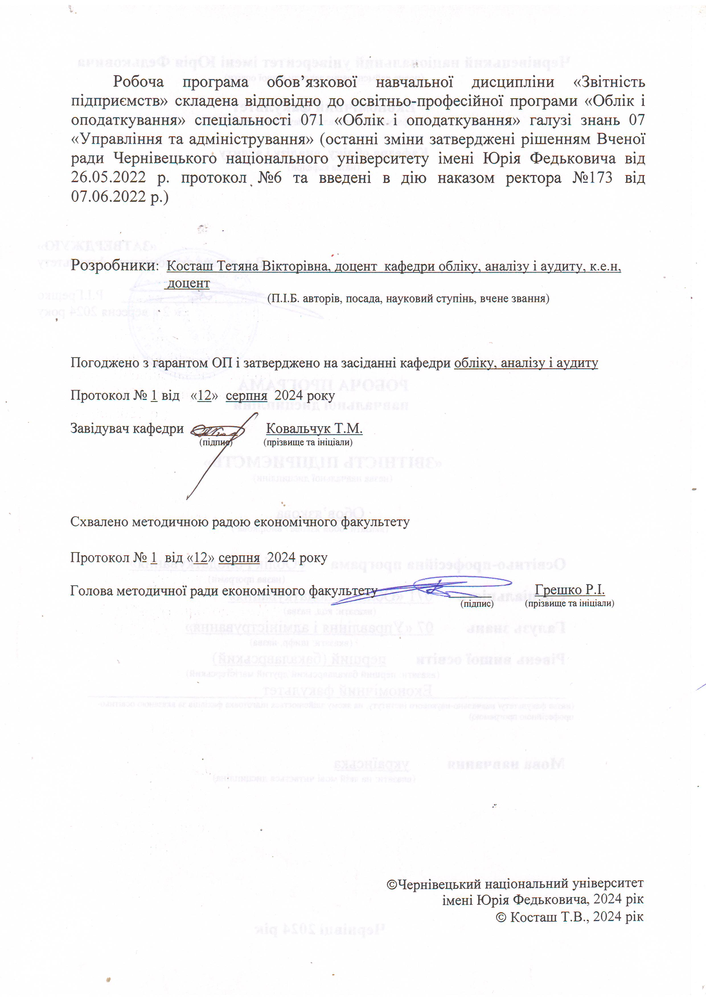 Робоча програма обов’язкової навчальної дисципліни «Звітність
підприємств» складена відповідно до освітньо-професійної програми «Облік і
оподаткування» спеціальності 071 «Облік і оподаткування» галузі знань 07
«Управління та адміністрування» (останні зміни затверджені рішенням Вченої
ради Чернівецького національного університету імені Юрія Федьковича від
26.05.2022 р. протокол №6 та введені в дію наказом ректора №173 від
07.06.2022 р.)
Розробники: Косташ Тетяна Вікторівна, доцент кафедри обліку, аналізу і аудиту, к.е.н,
доцент
(П.І.Б. авторів, посада, науковий ступінь, вчене звання)
Погоджено з гарантом ОП і затверджено на засіданні кафедри обліку, аналізу і аудиту
Протокол № 1 від «12» серпня 2024 року
Завідувач кафедри Ковальчук Т.М.
(підпис) (прізвище та ініціали)
Схвалено методичною радою економічного факультету
Протокол № 1 від «12» серпня 2024 року
Голова методичної ради економічного факультету Грешко Р.І.
(підпис) (прізвище та ініціали)
©Чернівецький національний університет
імені Юрія Федьковича, 2024 рік
© Косташ Т.В., 2024 рік